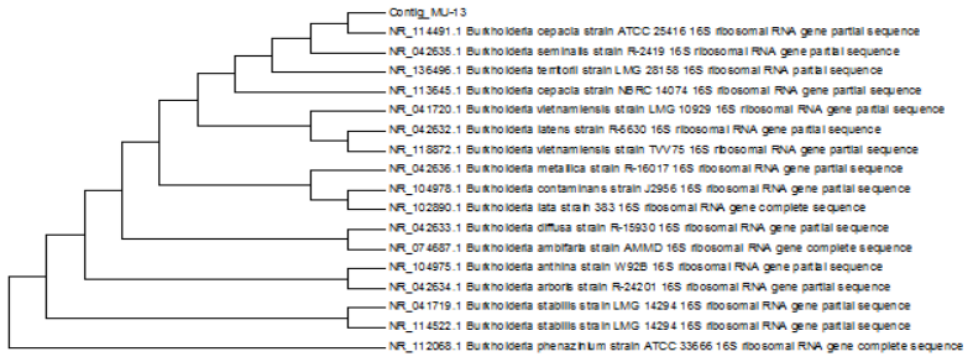 Contig_MU-13
NR_114491.1 Burkholderia cepacia strain ATCC 25416 16S ribosomal RNA gene partial sequence
NR_042635.1 Burkholderia seminalis strain R-2419 16S ribosomal RNA gene partial sequence
NR_136496.1 Burkholderia territorii strain LMG 28158 16S ribosomal RNA partial sequence
NR_113645.1 Burkholderia cepacia strain NBRC 14074 16S ribosomal RNA gene partial sequence
NR_041720.1 Burkholderia vietnamiensis strain LMG 10929 16S ribosomal RNA gene partial sequence
NR_042632.1 Burkholderia latens strain R-5630 16S ribosomal RNA gene partial sequence
NR_118872.1 Burkholderia vietnamiensis strain TVV75 16S ribosomal RNA gene partial sequence
NR_042636.1 Burkholderia metallica strain R-16017 16S ribosomal RNA gene partial sequence
NR_104978.1 Burkholderia contaminans strain J2956 16S ribosomal RNA gene partial sequence
NR_102890.1 Burkholderia lata strain 383 16S ribosomal RNA gene complete sequence
NR_042633.1 Burkholderia diffusa strain R-15930 16S ribosomal RNA gene partial sequence
NR_074687.1 Burkholderia ambifaria strain AMMD 16S ribosomal RNA gene complete sequence
NR_104975.1 Burkholderia anthina strain W92B 16S ribosomal RNA gene partial sequence
NR_042634.1 Burkholderia arboris strain R-24201 16S ribosomal RNA gene partial sequence
NR_041719.1 Burkholderia stabilis strain LMG 14294 16S ribosomal RNA gene partial sequence
NR_114522.1 Burkholderia stabilis strain LMG 14294 16S ribosomal RNA gene partial sequence
NR_112068.1 Burkholderia phenazinium strain ATCC 33666 16S ribosomal RNA gene complete sequence